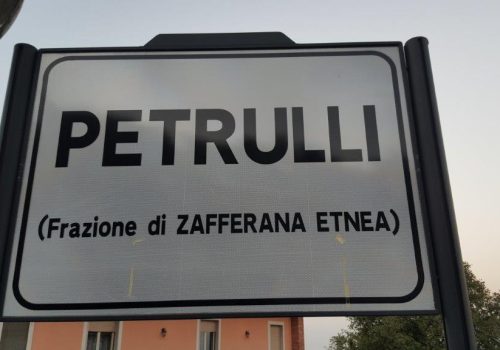 PETRULLI
(Frazione di ZAFFERANA ETNEA)